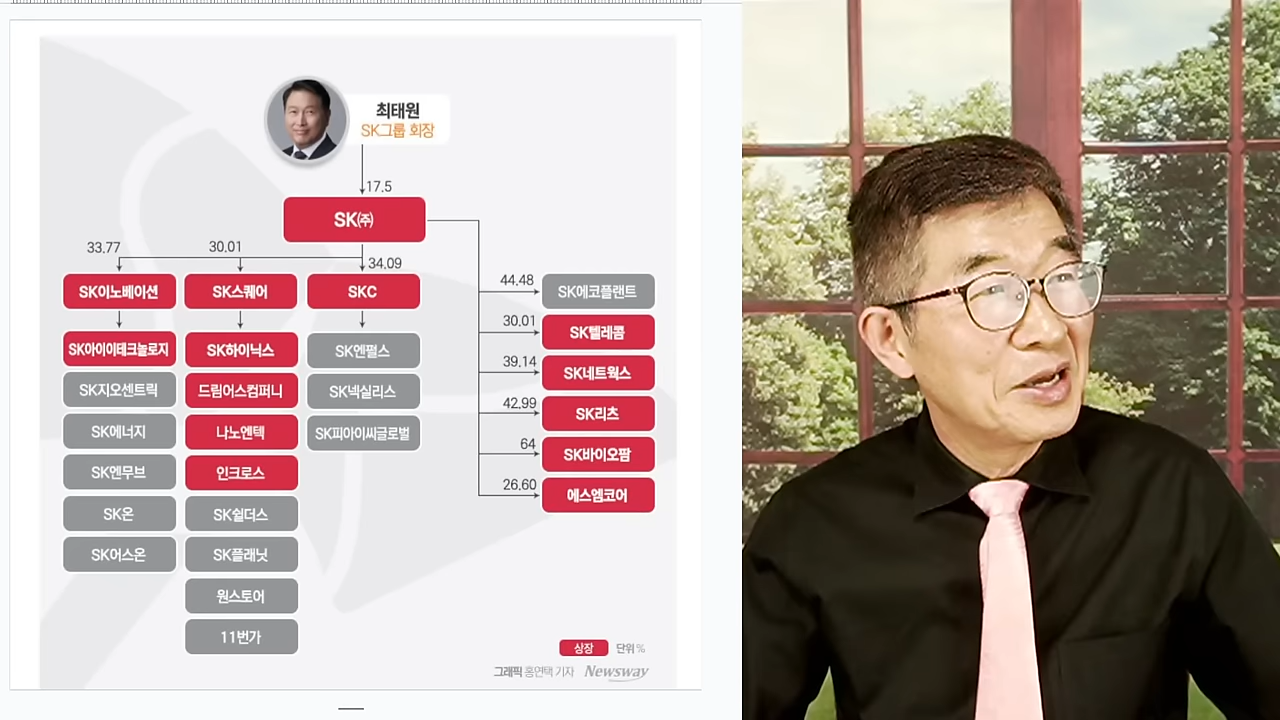 최태원
SK그룹 회장
17.5
SK㈜
33.77
30.01
34.09
SK이노베이션
SK스퀘어
SKC
SK아이이테크놀로지
SK지오센트릭
SK에너지
SK엔무브
SK온
SK어스온
SK하이닉스
드림어스컴퍼니
나노엔텍
인크로스
SK쉴더스
SK플래닛
원스토어
11번가
SK엔펄스
SK넥실리스
SK피아이씨글로벌
44.48
SK에코플랜트
30.01
SK텔레콤
39.14
SK네트웍스
42.99
SK리츠
64
SK바이오팜
26.60
에스엠코어
상장 단위 %
그래픽 홍연택 기자 Newsway